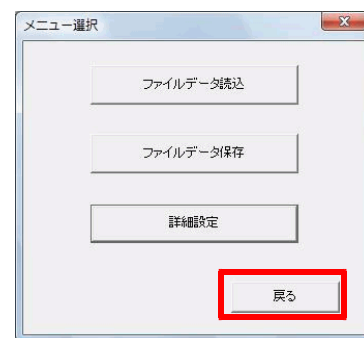 メニュー選択
ファイルデータ読込
ファイルデータ保存
詳細設定
戻る